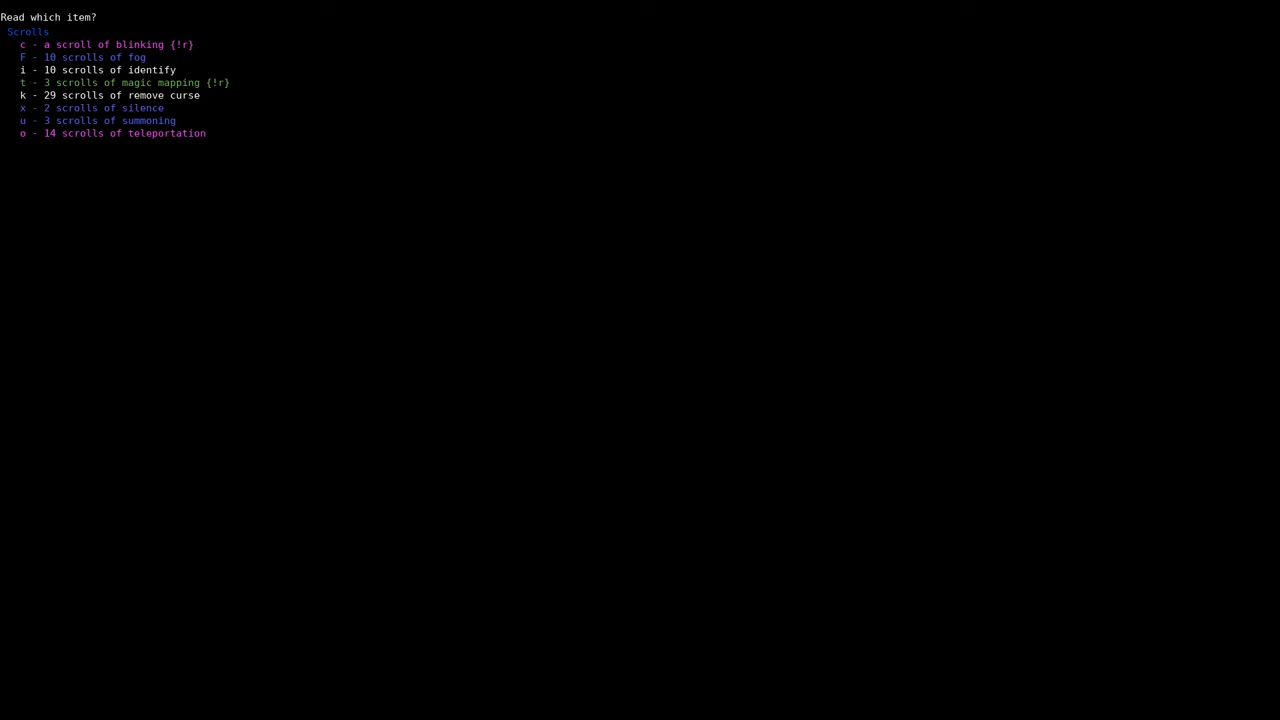 Read which item?
Scrolls
c - a scroll of blinking {!r}
F - 10 scrolls of fog
i - 10 scrolls of identify
t - 3 scrolls of magic mapping {!r}
k - 29 scrolls of remove curse
x - 2 scrolls of silence
u - 3 scrolls of summoning
o - 14 scrolls of teleportation